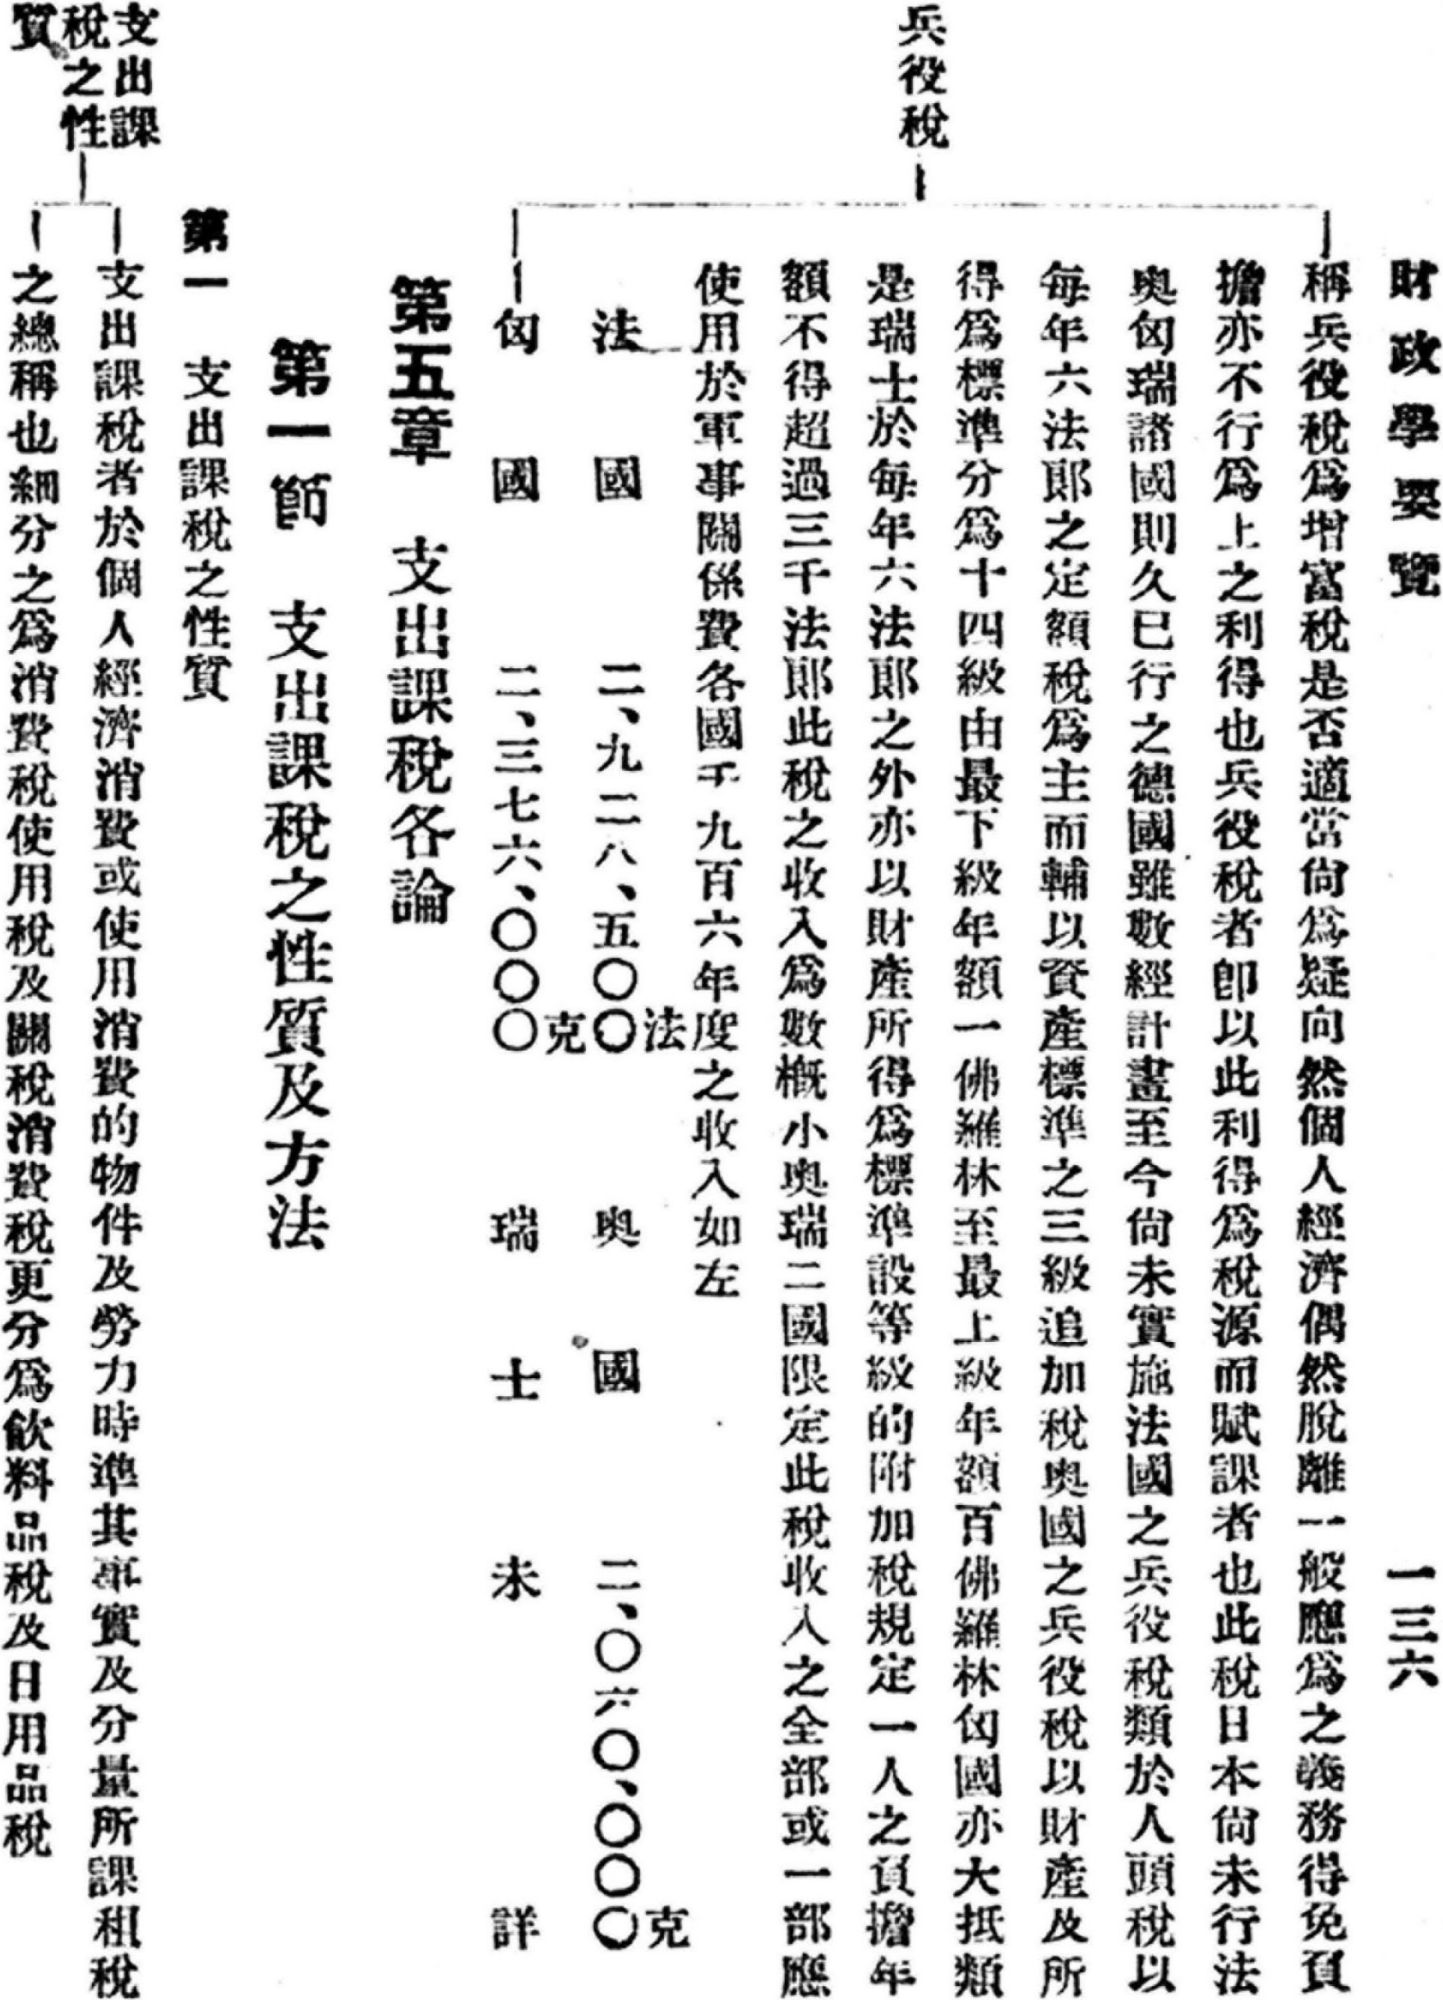 財政學要覽
一三六
兵役稅
稱兵役稅爲增富稅是否適當尙爲疑向然個人經濟偶然脫離一般應爲之義務得免負
擔亦不行爲上之利得也兵役稅者卽以此利得爲稅源而賦課者也此稅日本尙未行法
奥匈瑞諸國則久已行之德國雖數經計畫至今尙未實施法國之兵役稅類於人頭稅以
每年六法郎之定額稅爲主而輔以資產標準之三級追加稅奥國之兵役稅以財產及所
得爲標準分爲十四級由最下級年額一佛羅林至最上級年額百佛羅林匈國亦大抵類
是瑞士於每年六法郎之外亦以財產所得爲標準設等級的附加稅規定一人之負擔年
額不得超過三千法郎此稅之收入爲數槪小奥瑞二國限定此稅收入之全部或一部應
使用於軍事關係費各國千九百六年度之收入如左
法國 二、九二八、五〇〇法 奥國 二、〇六〇、〇〇〇克
匈國 二、三七六、〇〇〇克 瑞士 未詳
第五章 支出課稅各論
第一節 支出課稅之性質及方法
第一 支出課稅之性質
支出課
稅之性
質
支出課稅者於個人經濟消費或使用消費的物件及勞力時準其事實及分量所課租稅
之總稱也細分之爲消費稅使用稅及關稅消費稅更分爲飮料品稅及日用品稅